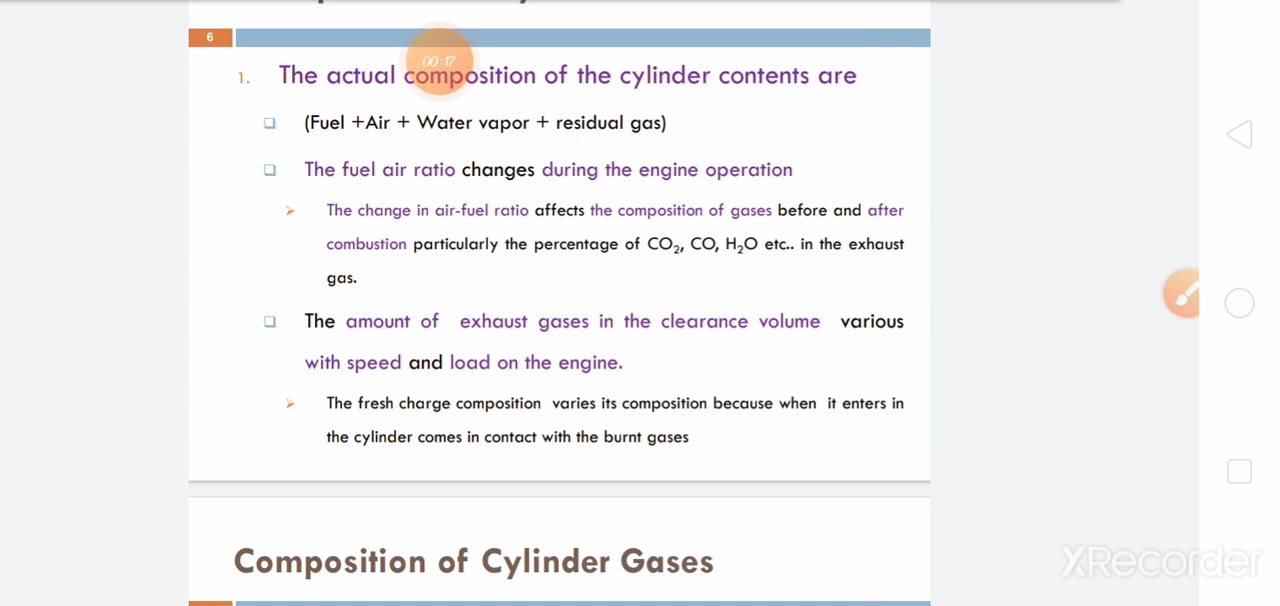 6
00:17
1. The actual composition of the cylinder contents are
(Fuel +Air + Water vapor + residual gas)
The fuel air ratio changes during the engine operation
The change in air-fuel ratio affects the composition of gases before and after
combustion particularly the percentage of CO₂, CO, H₂O etc.. in the exhaust
gas.
The amount of exhaust gases in the clearance volume various
with speed and load on the engine.
The fresh charge composition varies its composition because when it enters in
the cylinder comes in contact with the burnt gases
Composition of Cylinder Gases
XRecorder